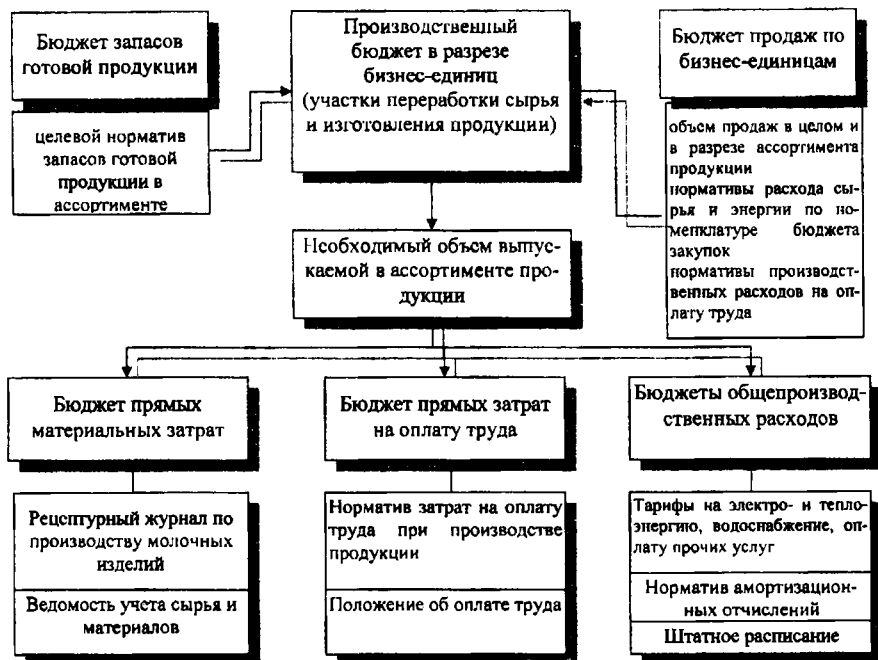 Бюджет запасов
готовой продукции
целевой норматив
запасов готовой
продукции в
ассортименте
Производственный
бюджет в разрезе
бизнес-единиц
(участки переработки сырья
и изготовления продукции)
Бюджет продаж по
бизнес-единицам
объем продаж в целом и
в разрезе ассортимента
продукции
нормативы расхода сы-
рья и энергии по но-
менклатуре бюджета
закупок
нормативы производст-
венных расходов на оп-
лату труда
Необходимый объем выпус-
каемой в ассортименте про-
дукции
Бюджет прямых
материальных затрат
Рецептурный журнал по
производству молочных
изделий
Ведомость учета сырья и
материалов
Бюджет прямых затрат
на оплату труда
Норматив затрат на оплату
труда при производстве
продукции
Положение об оплате труда
Бюджеты общепроизвод-
ственных расходов
Тарифы на электро- и тепло-
энергию, водоснабжение, оп-
лату прочих услуг
Норматив амортизацион-
ных отчислений
Штатное расписание